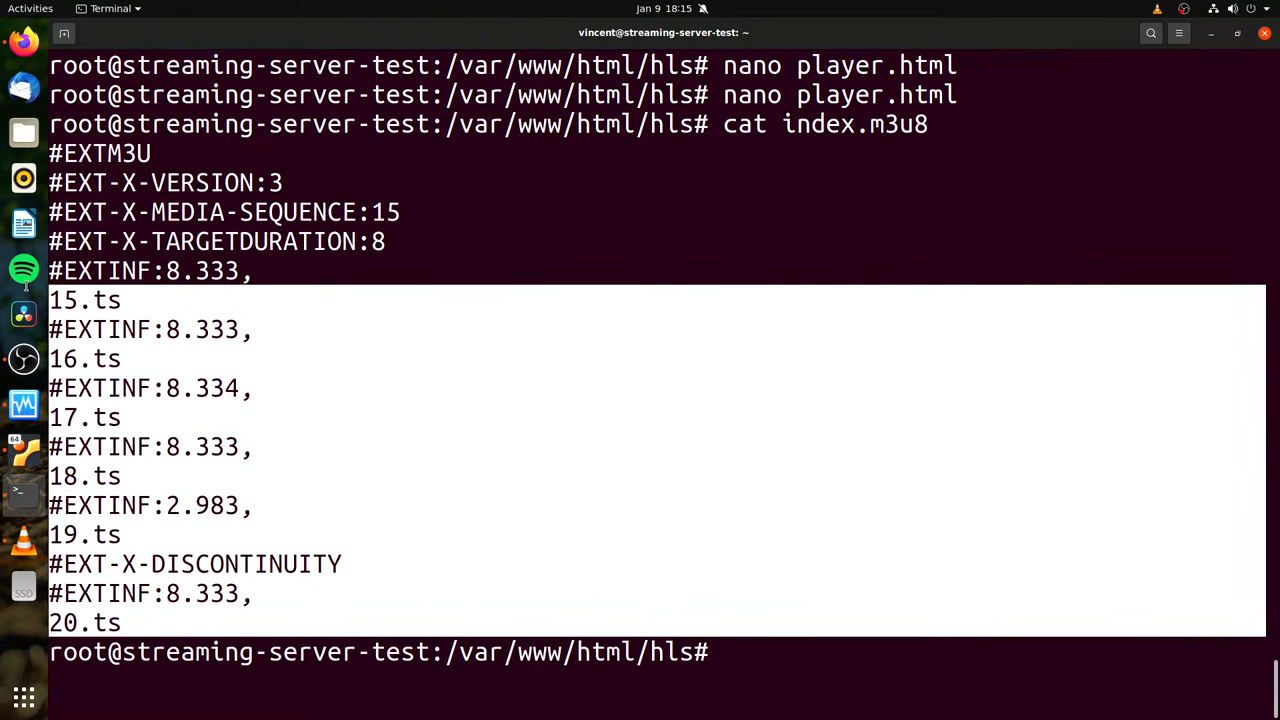 Activities
Terminal
Jan 9 18:15
vincent@streaming-server-test: ~
root@streaming-server-test:/var/www/html/hls# nano player.html
root@streaming-server-test:/var/www/html/hls# nano player.html
root@streaming-server-test:/var/www/html/hls# cat index.m3u8
#EXTM3U
#EXT-X-VERSION:3
#EXT-X-MEDIA-SEQUENCE:15
#EXT-X-TARGETDURATION:8
#EXTINF:8.333,
15.ts
#EXTINF:8.333,
16.ts
#EXTINF:8.334,
17.ts
#EXTINF:8.333,
18.ts
#EXTINF:2.983,
19.ts
#EXT-X-DISCONTINUITY
#EXTINF:8.333,
20.ts
root@streaming-server-test:/var/www/html/hls#
64
>_
SSD